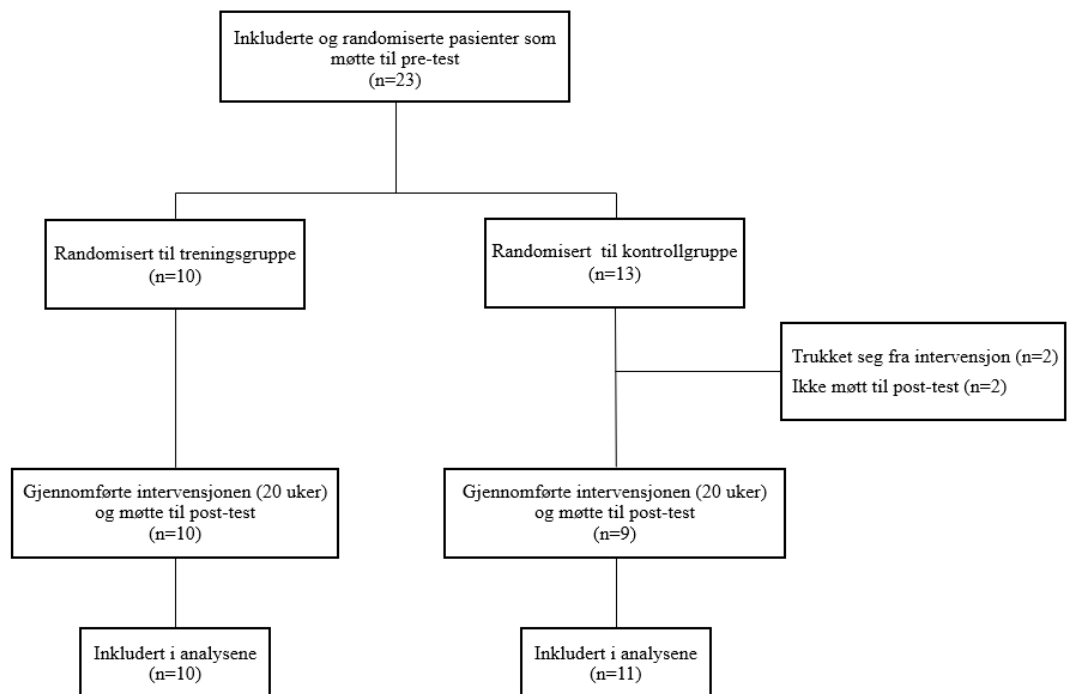 Inkluderte og randomiserte pasienter som
møtte til pre-test
(n=23)
Randomisert til treningsgruppe
(n=10)
Randomisert til kontrollgruppe
(n=13)
Trukket seg fra intervensjon (n=2)
Ikke møtt til post-test (n=2)
Gjennomførte intervensjonen (20 uker)
og møtte til post-test
(n=10)
Gjennomførte intervensjonen (20 uker)
og møtte til post-test
(n=9)
Inkludert i analysene
(n=10)
Inkludert i analysene
(n=11)